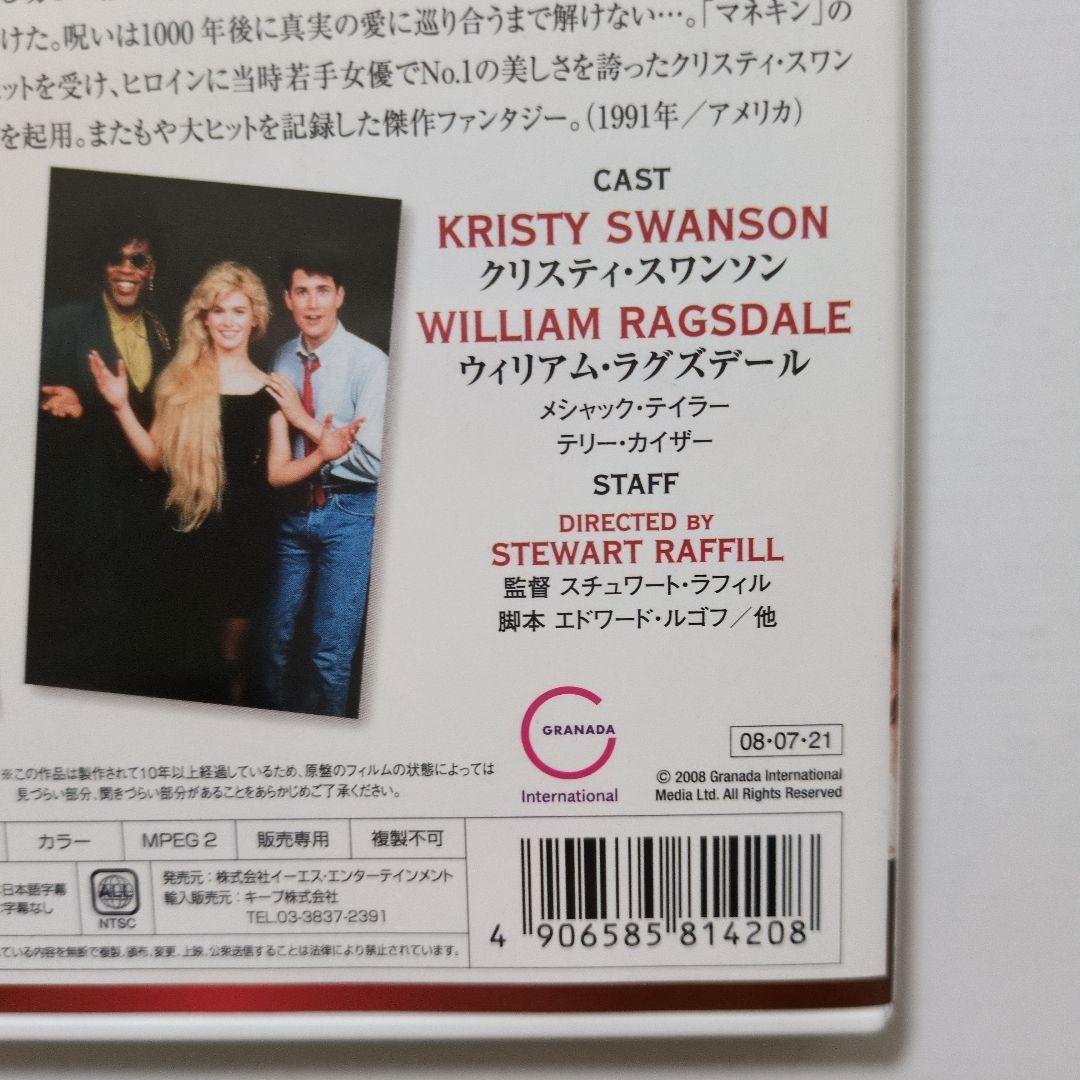 けた。呪いは1000年後に真実の愛に巡り合うまで解けない…。「マネキン」の
ヒットを受け、ヒロインに当時若手女優でNo.1の美しさを誇ったクリスティ・スワン
を起用。またもや大ヒットを記録した傑作ファンタジー。(1991年／アメリカ)
CAST
KRISTY SWANSON
クリスティ・スワンソン
WILLIAM RAGSDALE
ウィリアム・ラグズデール
メシャック・テイラー
テリー・カイザー
STAFF
DIRECTED BY
STEWART RAFFILL
監督 スチュワート・ラフィル
脚本 エドワード・ルゴフ／他
GRANADA
International
08・07・21
© 2008 Granada International
Media Ltd. All Rights Reserved
※この作品は製作されて10年以上経過しているため、原盤のフィルムの状態によっては
見づらい部分、聞きづらい部分があることをあらかじめご了承ください。
カラー MPEG 2 販売専用 複製不可
日本語字幕
字幕なし
ALL
NTSC
発売元：株式会社イーエス・エンターテインメント
輸入販売元：キープ株式会社
TEL.03-3837-2391
ている内容を無断で複製、頒布、変更、上映、公衆送信することは法律により禁止されています。
4 906585 814208